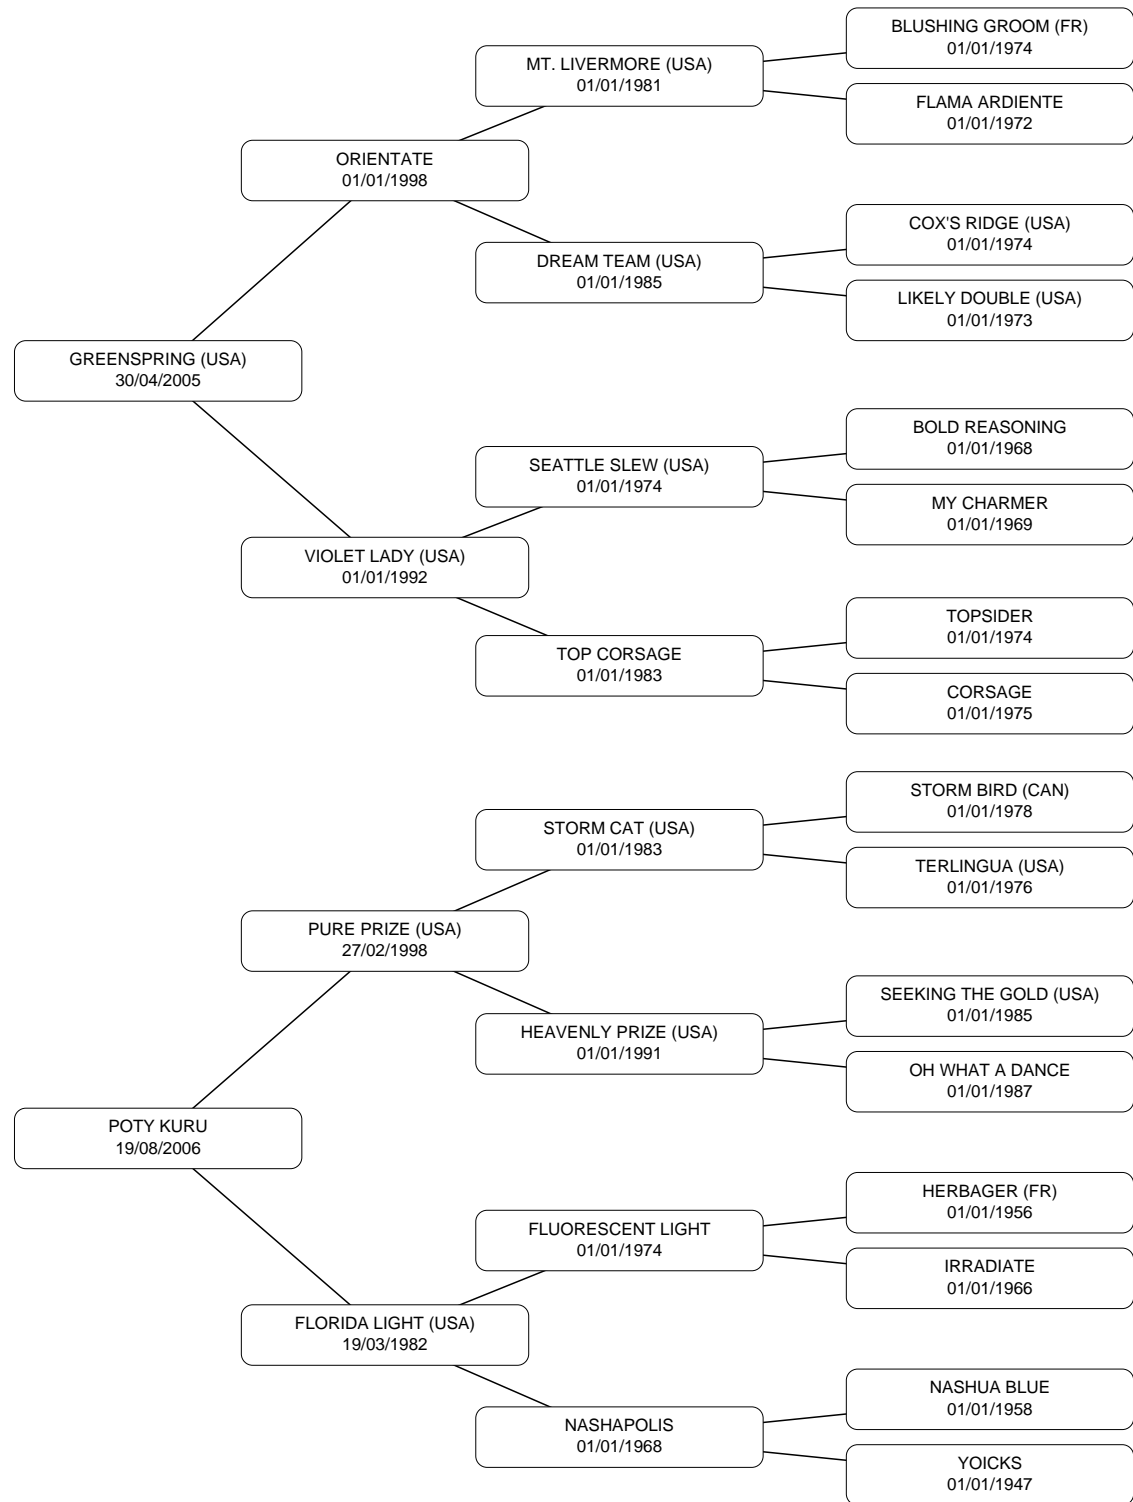 BLUSHING GROOM (FR)
01/01/1974
MT. LIVERMORE (USA)
01/01/1981
FLAMA ARDIENTE
01/01/1972
ORIENTATE
01/01/1998
COX'S RIDGE (USA)
01/01/1974
DREAM TEAM (USA)
01/01/1985
LIKELY DOUBLE (USA)
01/01/1973
GREENSPRING (USA)
30/04/2005
BOLD REASONING
01/01/1968
SEATTLE SLEW (USA)
01/01/1974
MY CHARMER
01/01/1969
VIOLET LADY (USA)
01/01/1992
TOPSIDER
01/01/1974
TOP CORSAGE
01/01/1983
CORSAGE
01/01/1975
STORM BIRD (CAN)
01/01/1978
STORM CAT (USA)
01/01/1983
TERLINGUA (USA)
01/01/1976
PURE PRIZE (USA)
27/02/1998
SEEKING THE GOLD (USA)
01/01/1985
HEAVENLY PRIZE (USA)
01/01/1991
OH WHAT A DANCE
01/01/1987
POTY KURU
19/08/2006
HERBAGER (FR)
01/01/1956
FLUORESCENT LIGHT
01/01/1974
IRRADIATE
01/01/1966
FLORIDA LIGHT (USA)
19/03/1982
NASHUA BLUE
01/01/1958
NASHAPOLIS
01/01/1968
YOICKS
01/01/1947